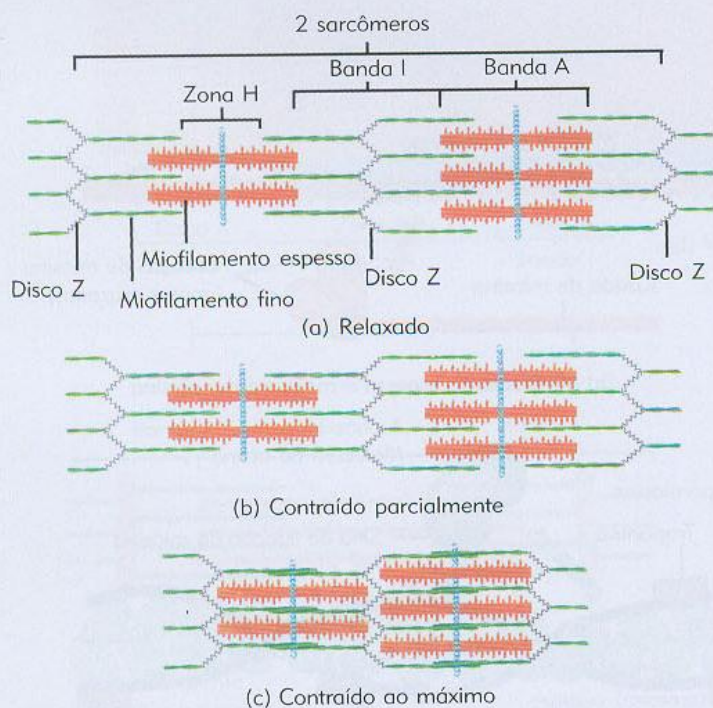 2 sarcômeros
Banda I
Banda A
Zona H
Miofilamento espesso
Disco Z
Disco Z
Disco Z
Miofilamento fino
(a) Relaxado
(b) Contraído parcialmente
(c) Contraído ao máximo